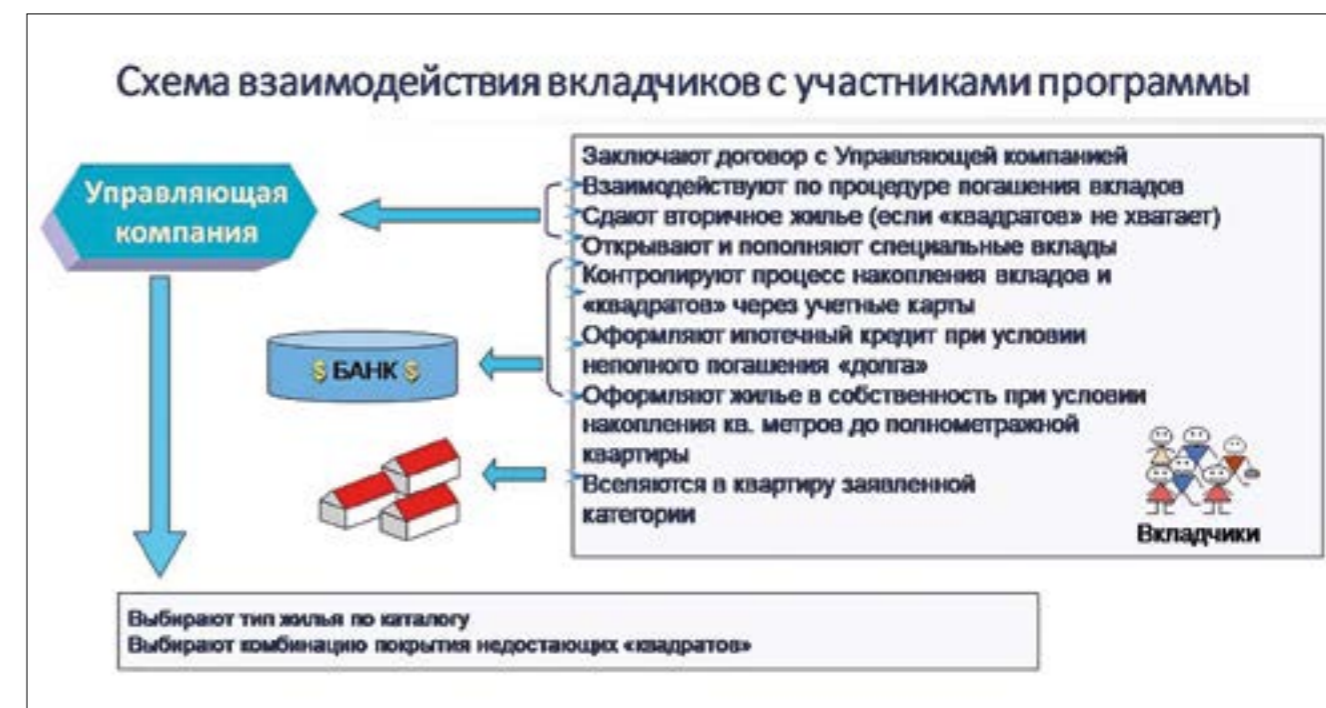 Схема взаимодействия вкладчиков с участниками программы
Управляющая
компания
Заключают договор с Управляющей компанией
Взаимодействуют по процедуре погашения вкладов
Сдают вторичное жилье (если «квадратов» не хватает)
Открывают и пополняют специальные вклады
Контролируют процесс накопления вкладов и
«квадратов» через учетные карты
Оформляют ипотечный кредит при условии
неполного погашения «долга»
Оформляют жилье в собственность при условии
накопления кв. метров до полнометражной
квартиры
Вселяются в квартиру заявленной
категории
$ БАНК $
Вкладчики
Выбирают тип жилья по каталогу
Выбирают комбинацию покрытия недостающих «квадратов»